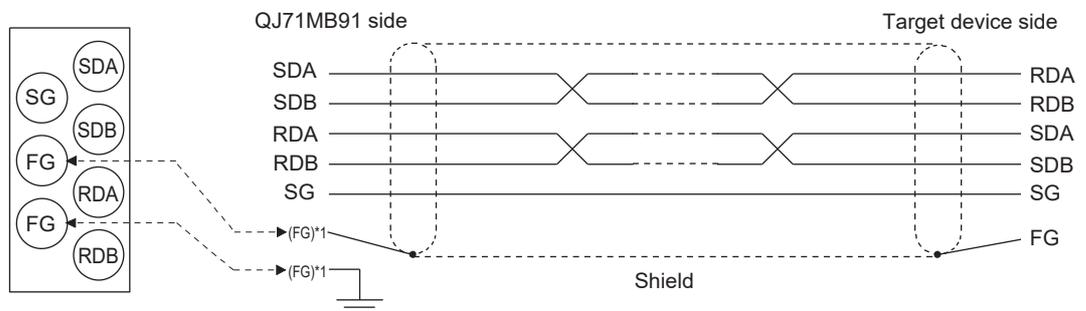 QJ71MB91 side
Target device side
SDA
SG
SDB
FG
RDA
FG
RDB
SDA
RDA
SDB
RDB
RDA
SDA
RDB
SDB
SG
SG
(FG)*1
FG
(FG)*1
Shield